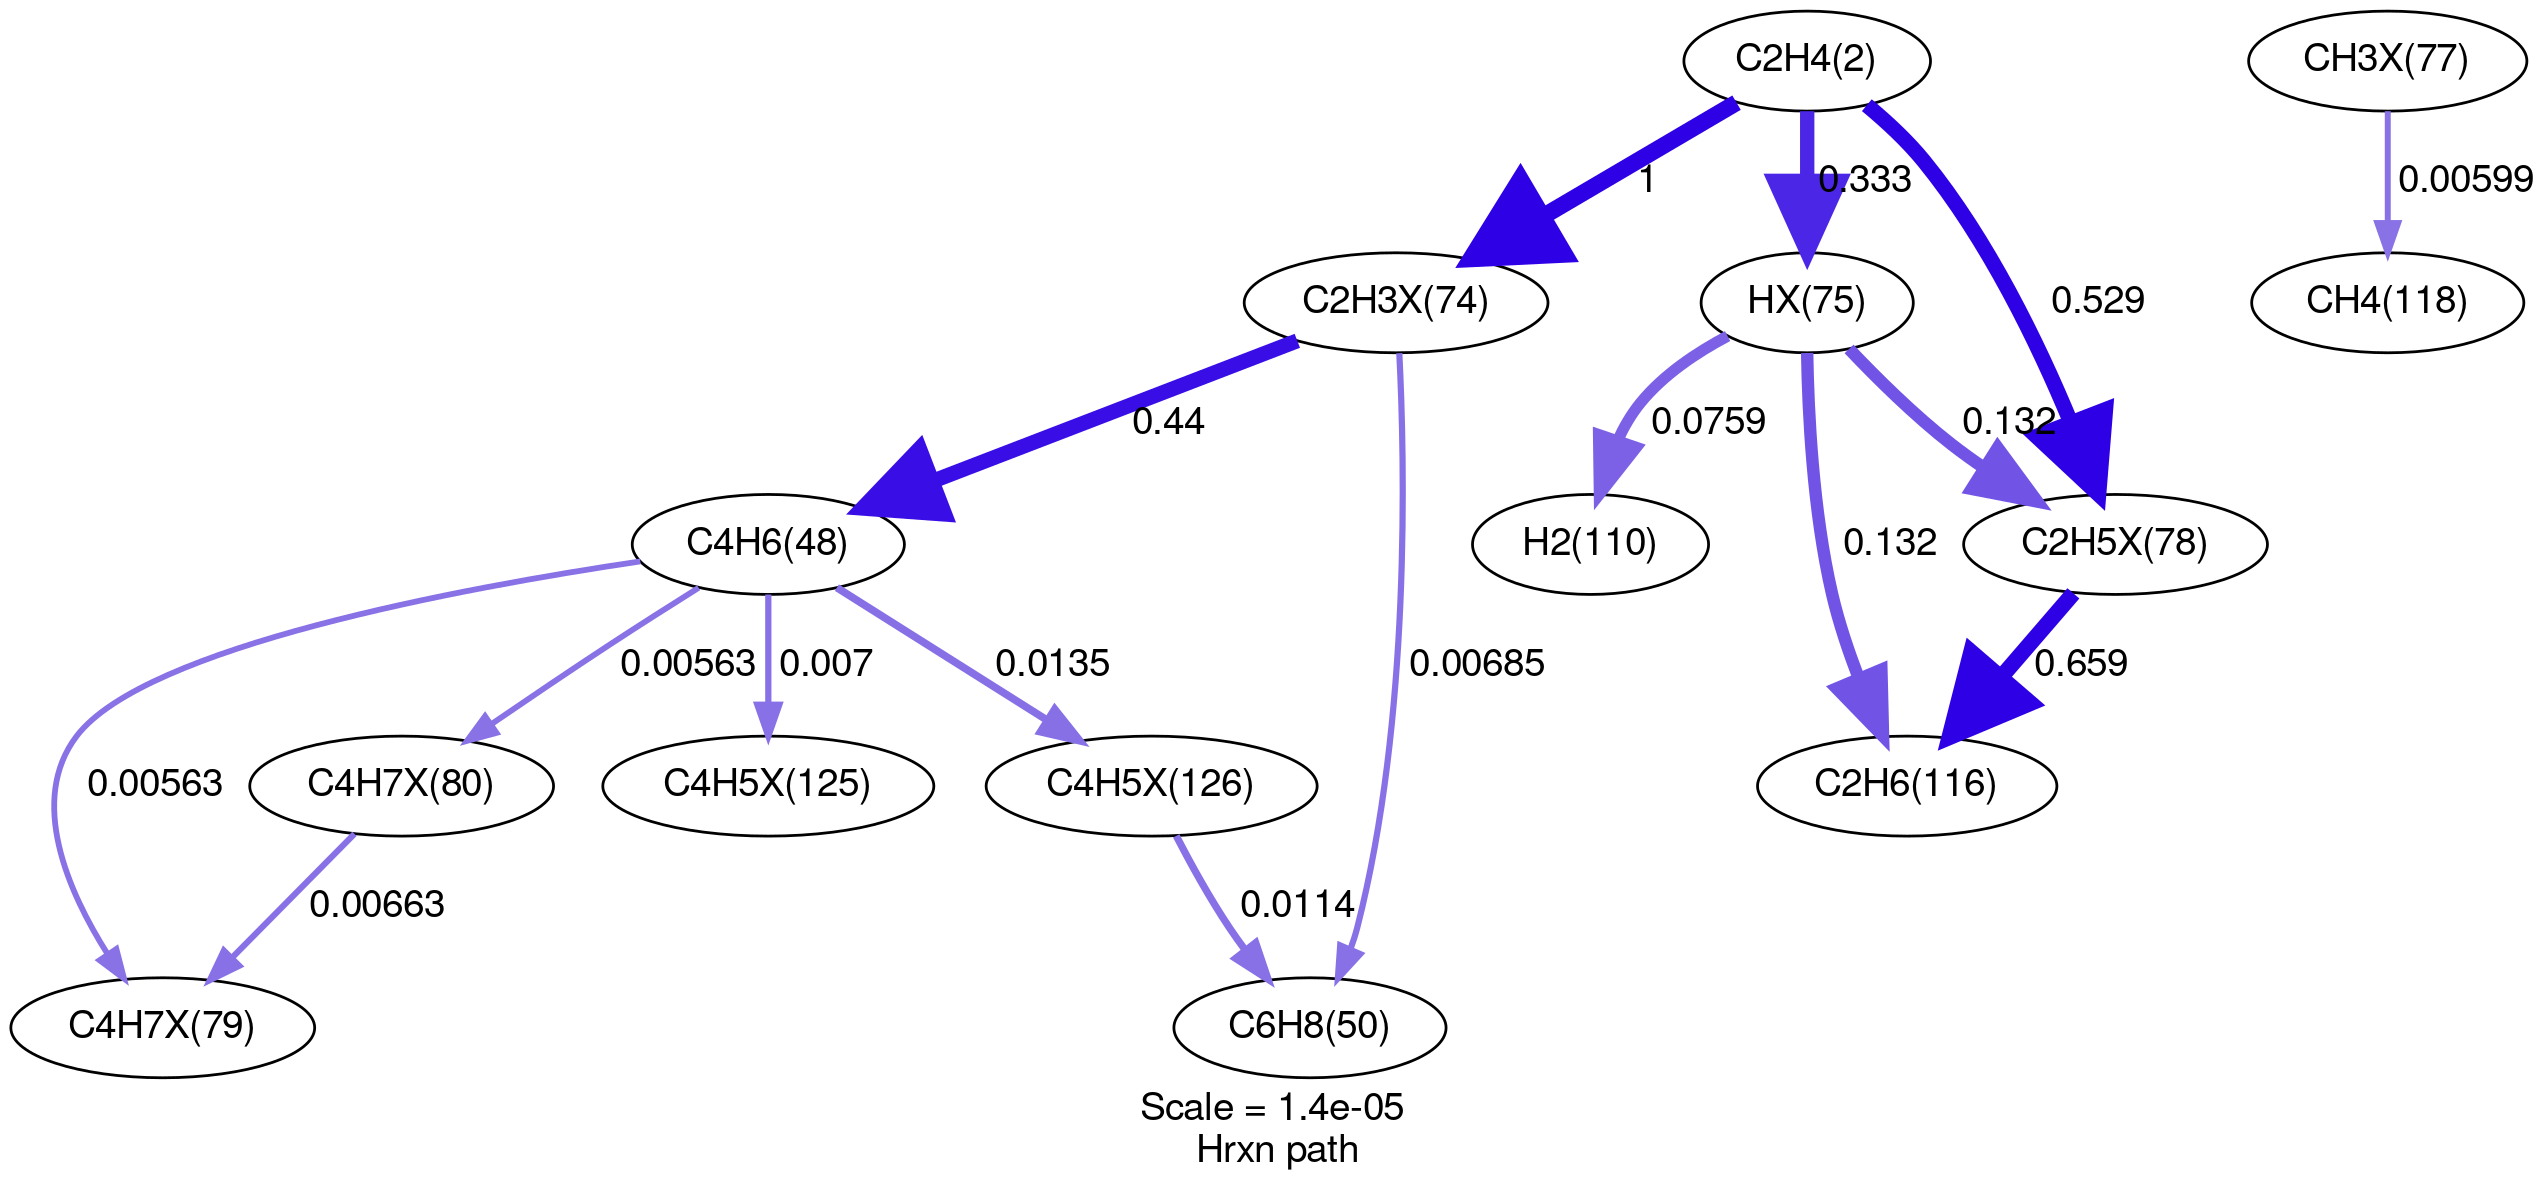 C2H4(2)
CH3X(77)
1
0.333
0.00599
C2H3X(74)
HX(75)
0.529
CH4(118)
0.44
0.0759
0.132
C4H6(48)
H2(110)
0.132
C2H5X(78)
0.00563
0.007
0.0135
0.00685
0.659
0.00563
C4H7X(80)
C4H5X(125)
C4H5X(126)
C2H6(116)
0.00663
0.0114
C4H7X(79)
C6H8(50)
Scale = 1.4e-05
Hrxn path